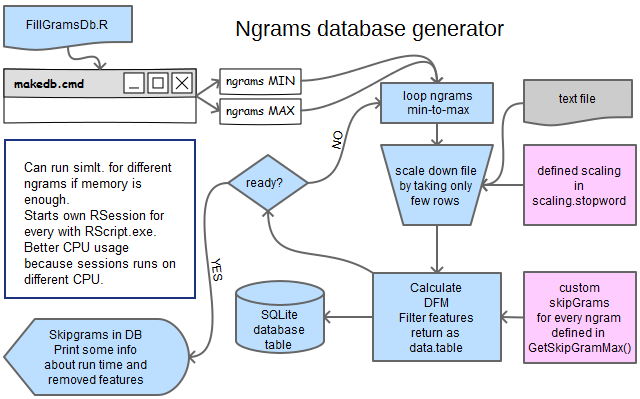 FillGramsDb.R
Ngrams database generator
makedb.cmd
ngrams MIN
ngrams MAX
loop ngrams
min-to-max
text file
NO
Can run simlt. for different
ngrams if memory is
enough.
Starts own RSession for
every with RScript.exe.
Better CPU usage
because sessions runs on
different CPU.
ready?
scale down file
by taking only
few rows
defined scaling
in
scaling.stopword
YES
SQLite
database
table
Calculate
DFM
Filter features
return as
data.table
custom
skipGrams
for every ngram
defined in
GetSkipGramMax()
Skipgrams in DB
Print some info
about run time and
removed features